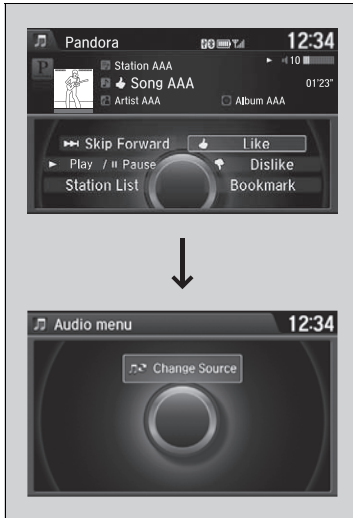 Pandora 12:34
Station AAA
10
Song AAA 01'23"
Artist AAA Album AAA
Skip Forward Like
Play / Pause Dislike
Station List Bookmark
Audio menu 12:34
Change Source